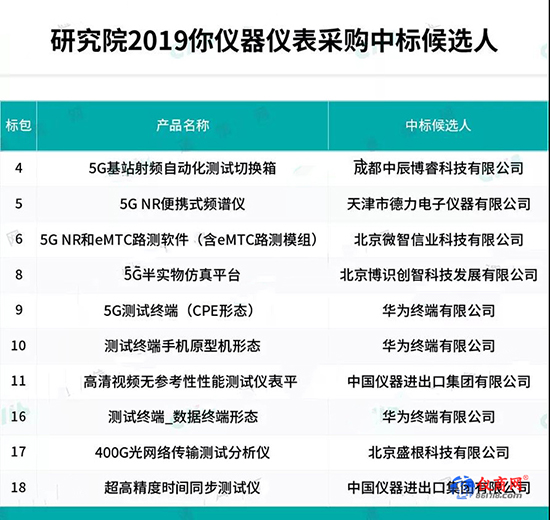 研究院2019你仪器仪表采购中标候选人
标包 产品名称 中标候选人
4 5G基站射频自动化测试切换箱 成都中辰博睿科技有限公司
5 5G NR便携式频谱仪 天津市德力电子仪器有限公司
6 5G NR和eMTC路测软件（含eMTC路测模组） 北京微智信业科技有限公司
8 5G半实物仿真平台 北京博识创智科技发展有限公司
9 5G测试终端（CPE形态） 华为终端有限公司
10 测试终端手机原型机形态 华为终端有限公司
11 高清视频无参考性性能测试仪表平 中国仪器进出口集团有限公司
16 测试终端_数据终端形态 华为终端有限公司
17 400G光网络传输测试分析仪 北京盛根科技有限公司
18 超高精度时间同步测试仪 中国仪器进出口集团有限公司
86118.com